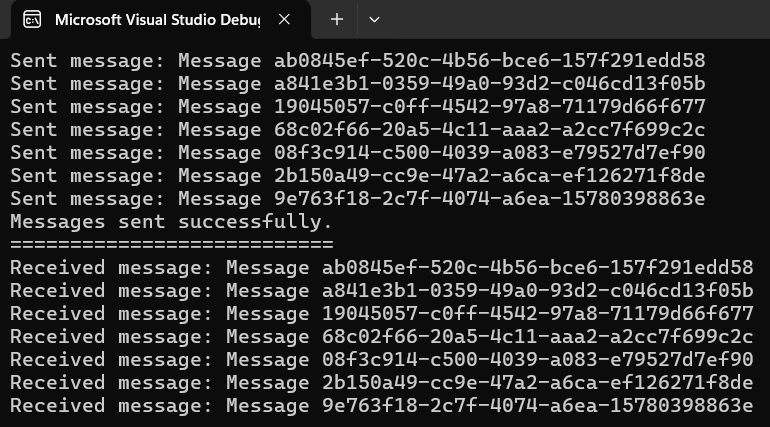 Microsoft Visual Studio Debug
Sent message: Message ab0845ef-520c-4b56-bce6-157f291edd58
Sent message: Message a841e3b1-0359-49a0-93d2-c046cd13f05b
Sent message: Message 19045057-c0ff-4542-97a8-71179d66f677
Sent message: Message 68c02f66-20a5-4c11-aaa2-a2cc7f699c2c
Sent message: Message 08f3c914-c500-4039-a083-e79527d7ef90
Sent message: Message 2b150a49-cc9e-47a2-a6ca-ef126271f8de
Sent message: Message 9e763f18-2c7f-4074-a6ea-15780398863e
Messages sent successfully.
===========================
Received message: Message ab0845ef-520c-4b56-bce6-157f291edd58
Received message: Message a841e3b1-0359-49a0-93d2-c046cd13f05b
Received message: Message 19045057-c0ff-4542-97a8-71179d66f677
Received message: Message 68c02f66-20a5-4c11-aaa2-a2cc7f699c2c
Received message: Message 08f3c914-c500-4039-a083-e79527d7ef90
Received message: Message 2b150a49-cc9e-47a2-a6ca-ef126271f8de
Received message: Message 9e763f18-2c7f-4074-a6ea-15780398863e